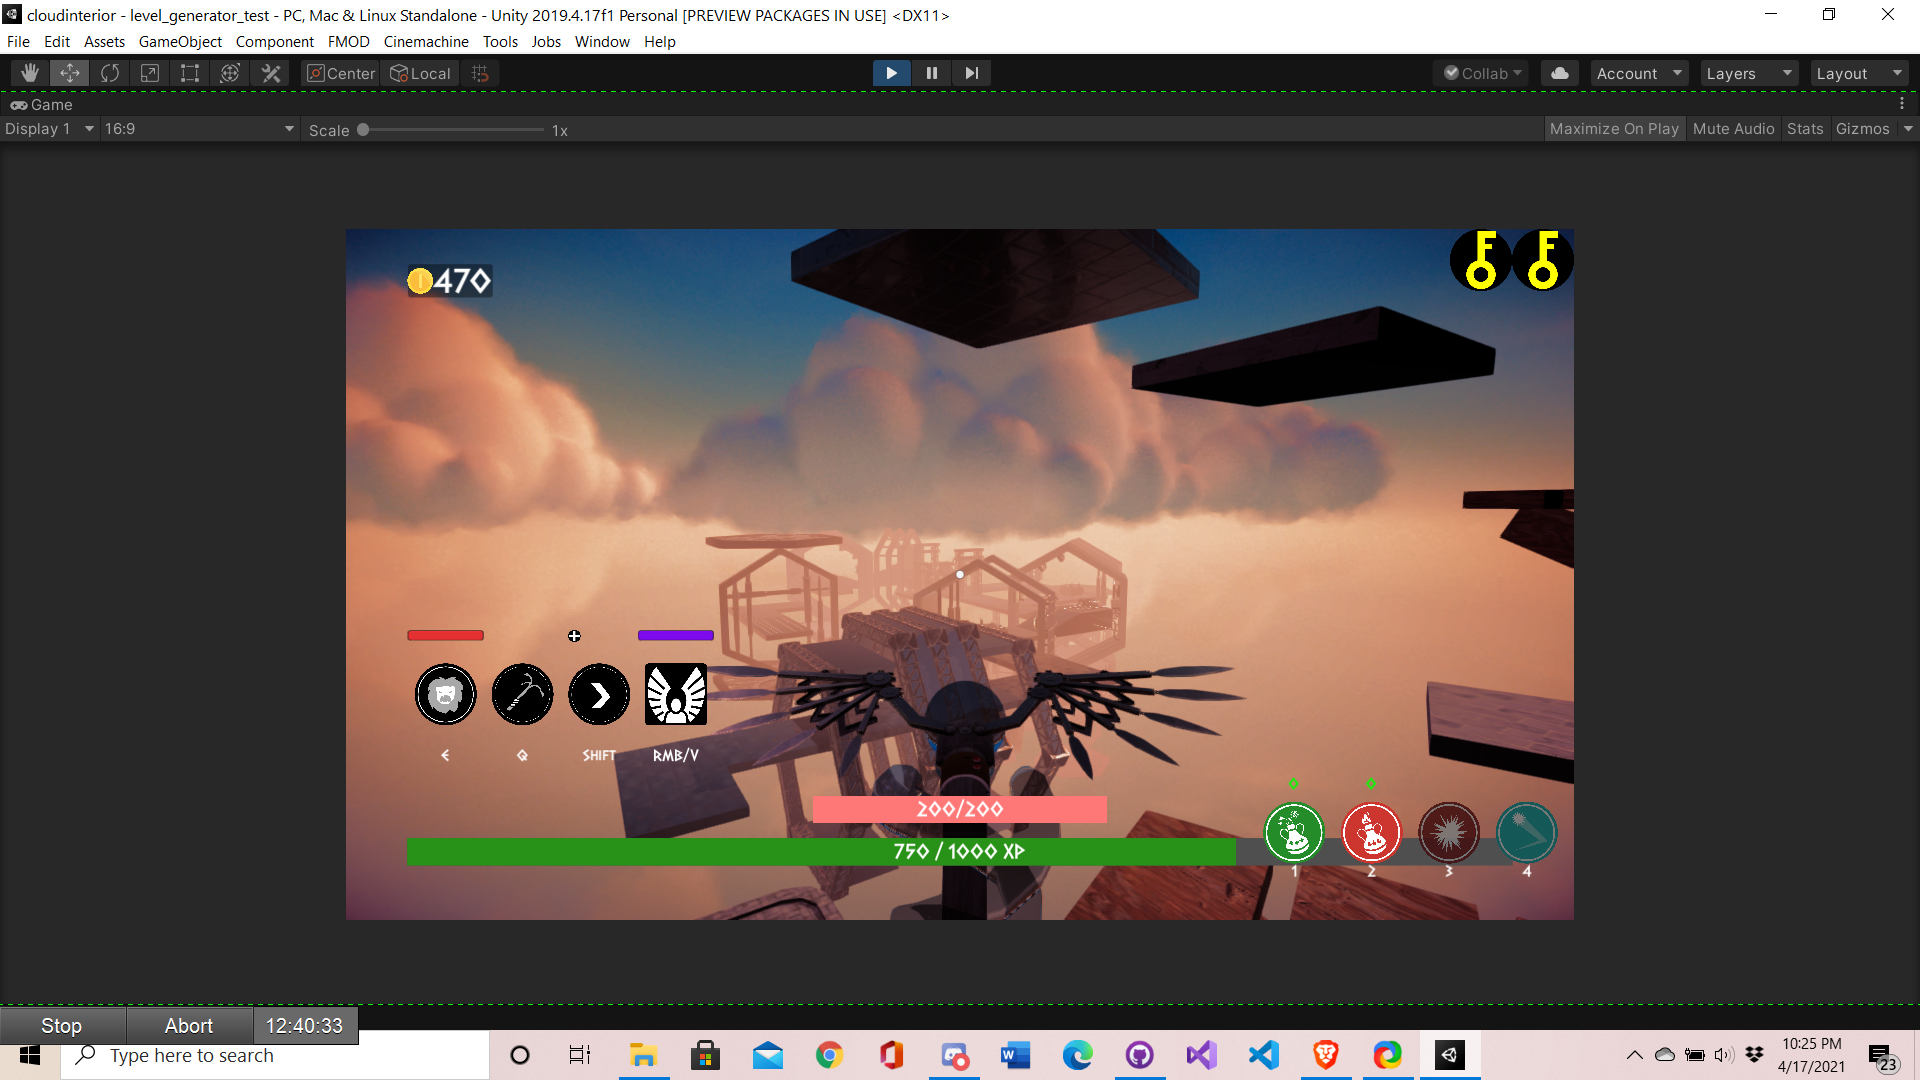 cloudinterior - level_generator_test - PC, Mac & Linux Standalone - Unity 2019.4.17f1 Personal [PREVIEW PACKAGES IN USE] <DX11>
File Edit Assets GameObject Component FMOD Cinemachine Tools Jobs Window Help
Center Local Collab Account Layers Layout
Game
Display 1 16:9 Scale 1x Maximize On Play Mute Audio Stats Gizmos
470
E Q SHIFT RMB/V
200/200
750 / 1000 XP
1 2 3 4
Stop Abort 12:40:33
Type here to search
10:25 PM
4/17/2021
23